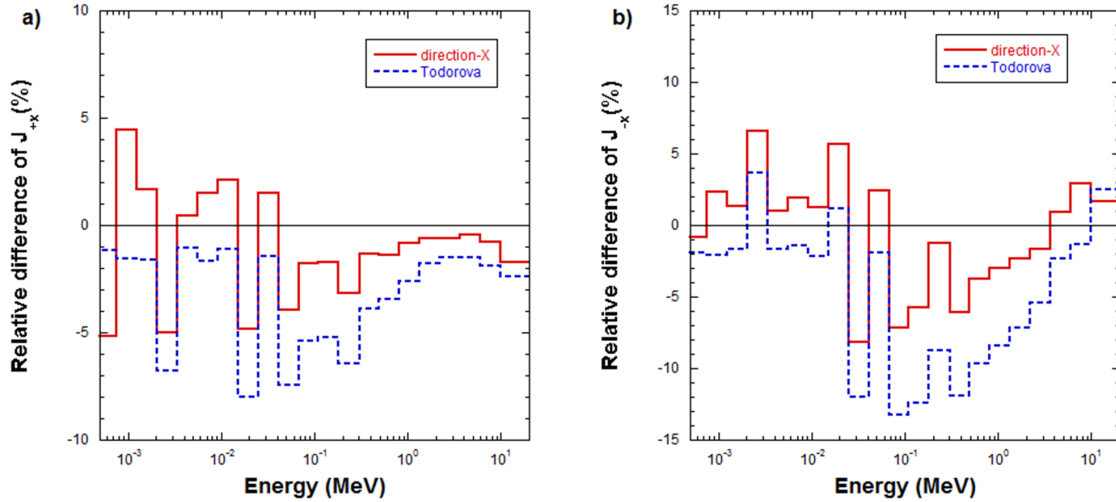 a)
Relative difference of J+x(%)
10
5
0
-5
-10
direction-X
Todorova
10-3
10-2
10-1
100
101
Energy (MeV)
b)
Relative difference of J-x(%)
15
10
5
0
-5
-10
-15
direction-X
Todorova
10-3
10-2
10-1
100
101
Energy (MeV)